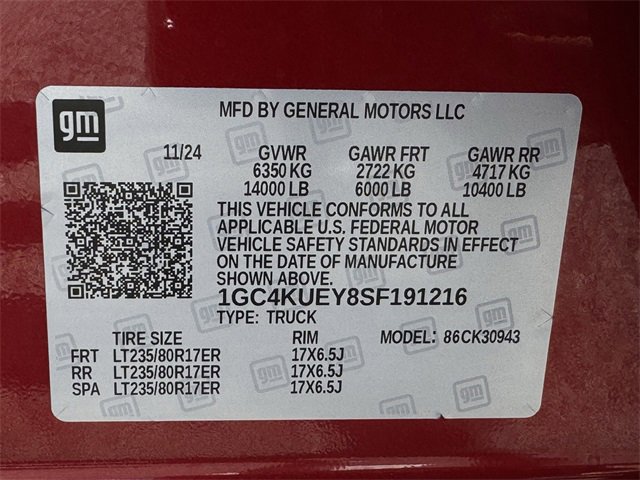 gm
MFD BY GENERAL MOTORS LLC
11/24 GVWR GAWR FRT GAWR RR
6350 KG 2722 KG 4717 KG
14000 LB 6000 LB 10400 LB
THIS VEHICLE CONFORMS TO ALL
APPLICABLE U.S. FEDERAL MOTOR
VEHICLE SAFETY STANDARDS IN EFFECT
ON THE DATE OF MANUFACTURE
SHOWN ABOVE.
1GC4KUEY8SF191216
TYPE: TRUCK MODEL: 86CK30943
TIRE SIZE RIM
FRT LT235/80R17ER 17X6.5J
RR LT235/80R17ER 17X6.5J
SPA LT235/80R17ER 17X6.5J